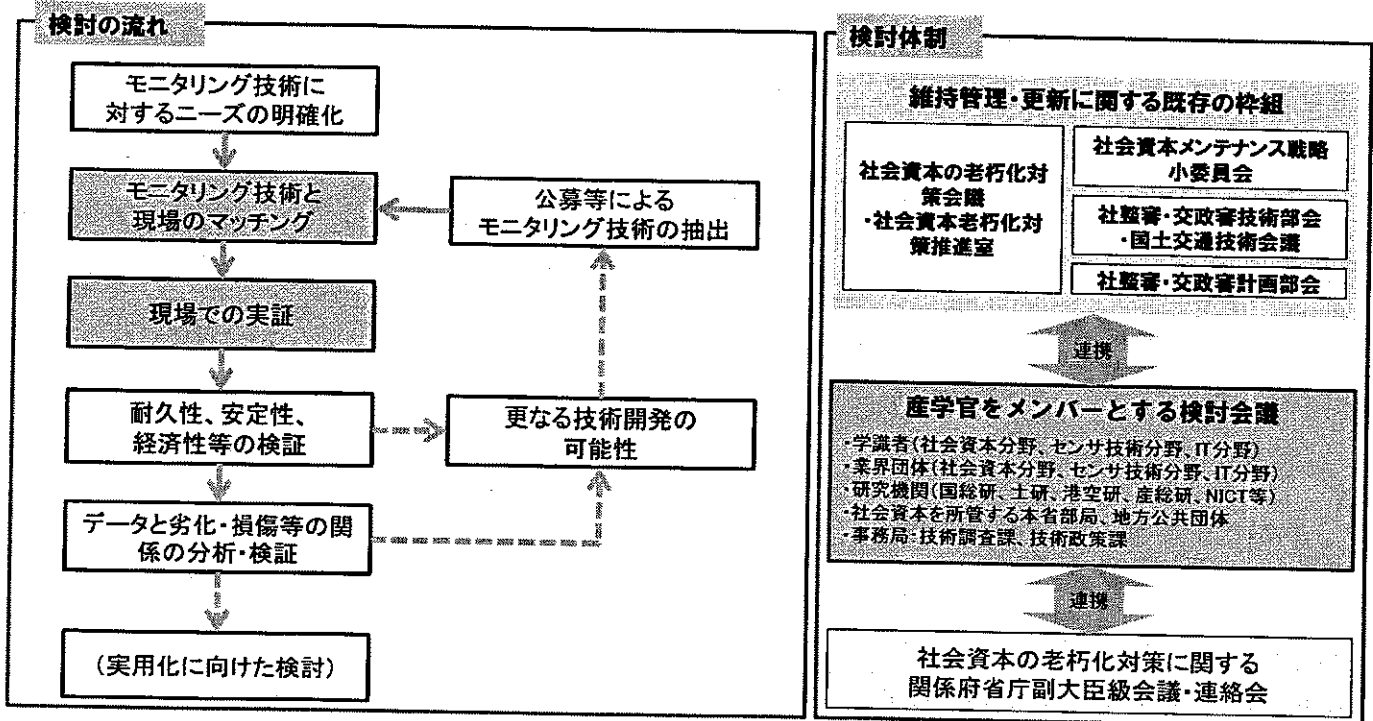 検討の流れ
モニタリング技術に
対するニーズの明確化
モニタリング技術と
現場のマッチング
公募等による
モニタリング技術の抽出
現場での実証
耐久性、安定性、
経済性等の検証
更なる技術開発の
可能性
データと劣化・損傷等の関
係の分析・検証
(実用化に向けた検討)
検討体制
維持管理・更新に関する既存の枠組
社会資本の老朽化対
策会議
・社会資本老朽化対
策推進室
社会資本メンテナンス戦略
小委員会
社整審・交政審技術部会
・国土交通技術会議
社整審・交政審計画部会
連携
産学官をメンバーとする検討会議
・学識者(社会資本分野、センサ技術分野、IT分野)
・業界団体(社会資本分野、センサ技術分野、IT分野)
・研究機関(国総研、土研、港空研、産総研、NICT等)
・社会資本を所管する本省部局、地方公共団体
・事務局・技術調査課、技術政策課
連携
社会資本の老朽化対策に関する
関係府省庁副大臣級会議・連絡会